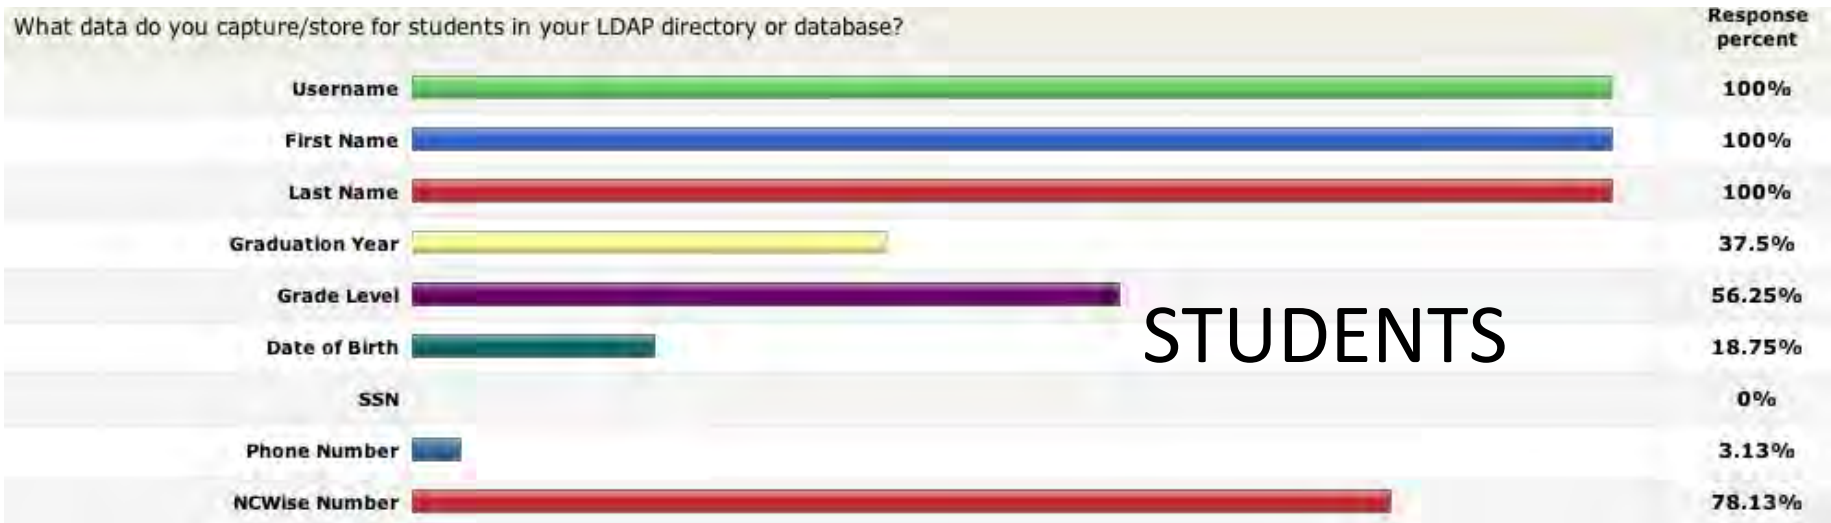 What data do you capture/store for students in your LDAP directory or database?
Response
percent
Username 100%
First Name 100%
Last Name 100%
Graduation Year 37.5%
Grade Level 56.25%
STUDENTS
Date of Birth 18.75%
SSN 0%
Phone Number 3.13%
NCWise Number 78.13%